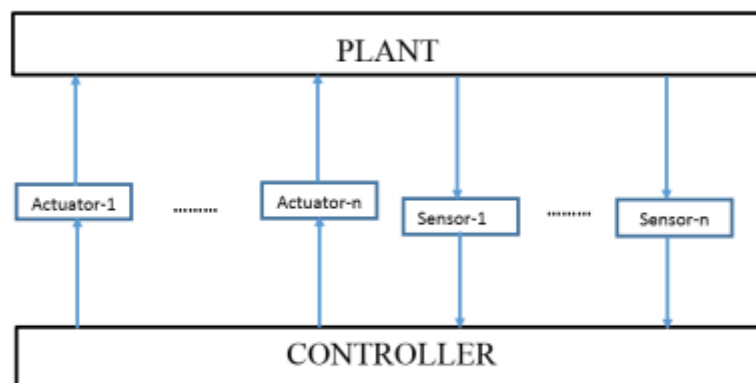 PLANT
Actuator-1
.........
Actuator-n
Sensor-1
.........
Sensor-n
CONTROLLER